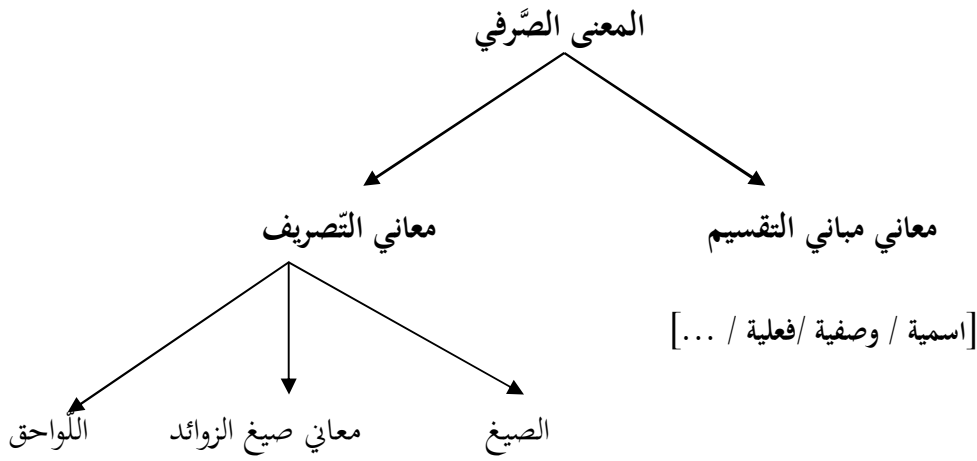 المعنى الصَّرفي
معاني مباني التقسيم
معاني التّصريف
[اسمية / وصفية /فعلية / ...]
الصيغ
معاني صيغ الزوائد
اللّواحق